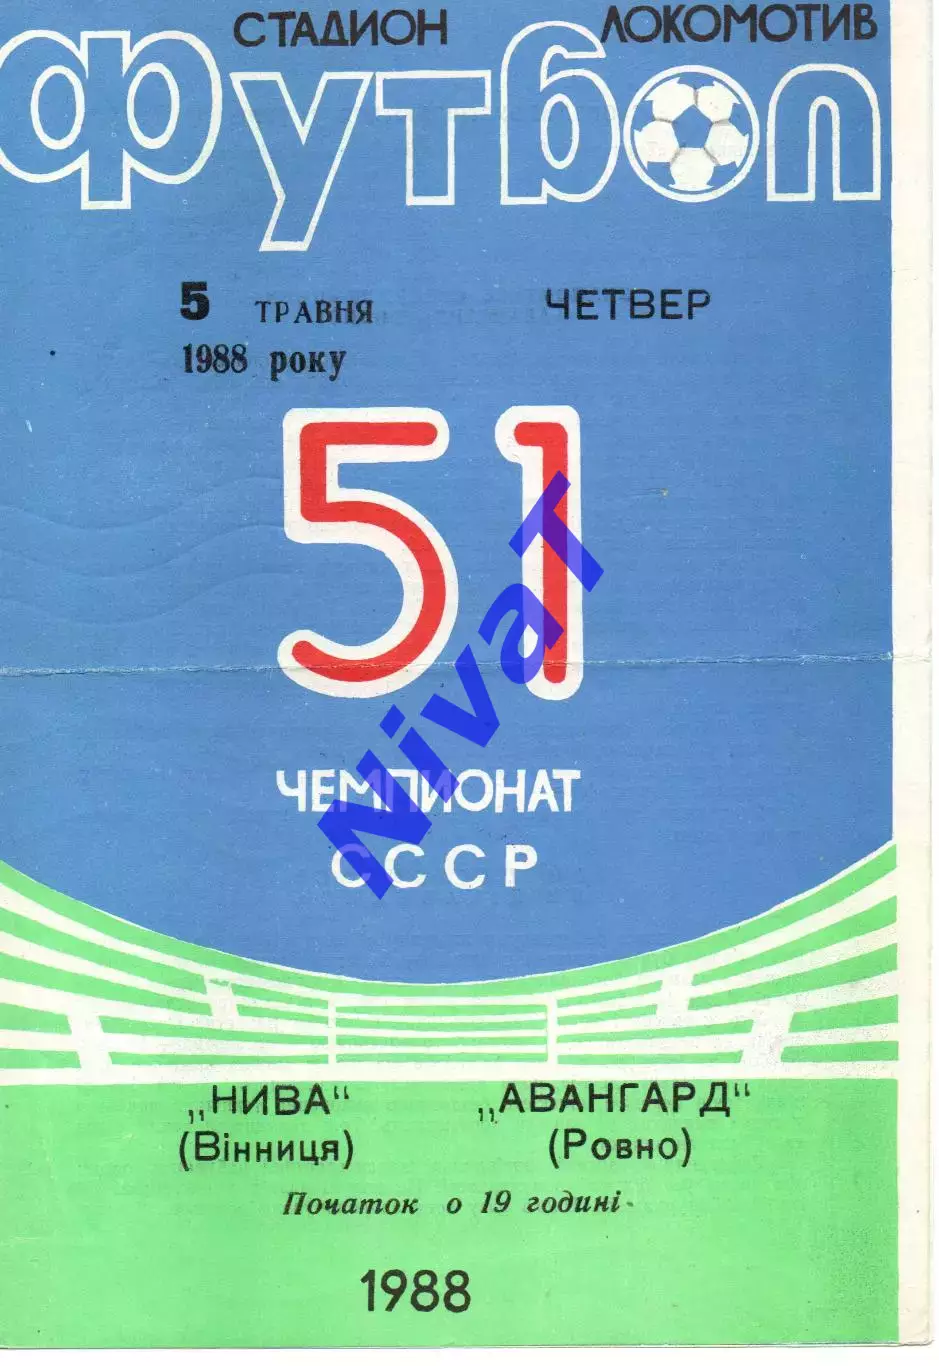 СТАДИОН ЛОКОМОТИВ
Футбол
5 ТРАВНЯ ЧЕТВЕР
1988 року
51
NivaT
ЧЕМПИОНАТ
СССР
„НИВА“ „АВАНГАРД“
(Вінниця) (Ровно)
Початок о 19 годині
1988